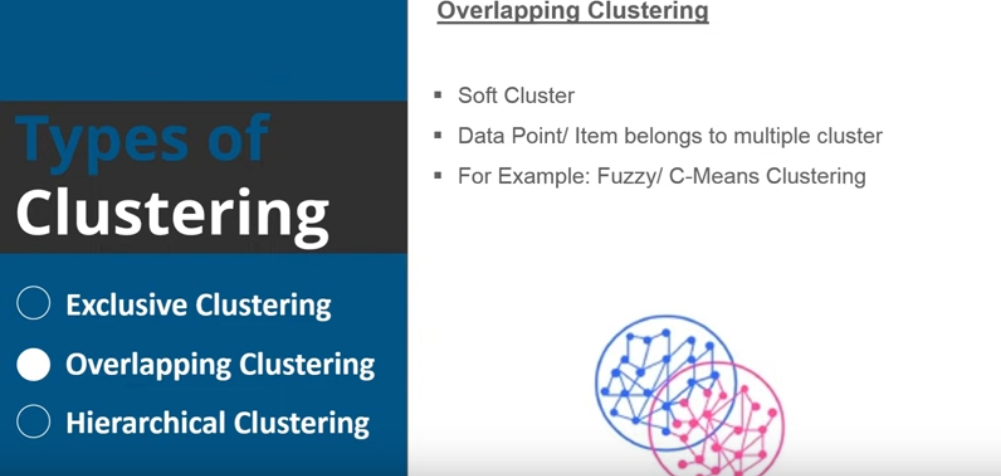 Types of
Clustering
Exclusive Clustering
Overlapping Clustering
Hierarchical Clustering
Overlapping Clustering
▪ Soft Cluster
▪ Data Point/ Item belongs to multiple cluster
▪ For Example: Fuzzy/ C-Means Clustering